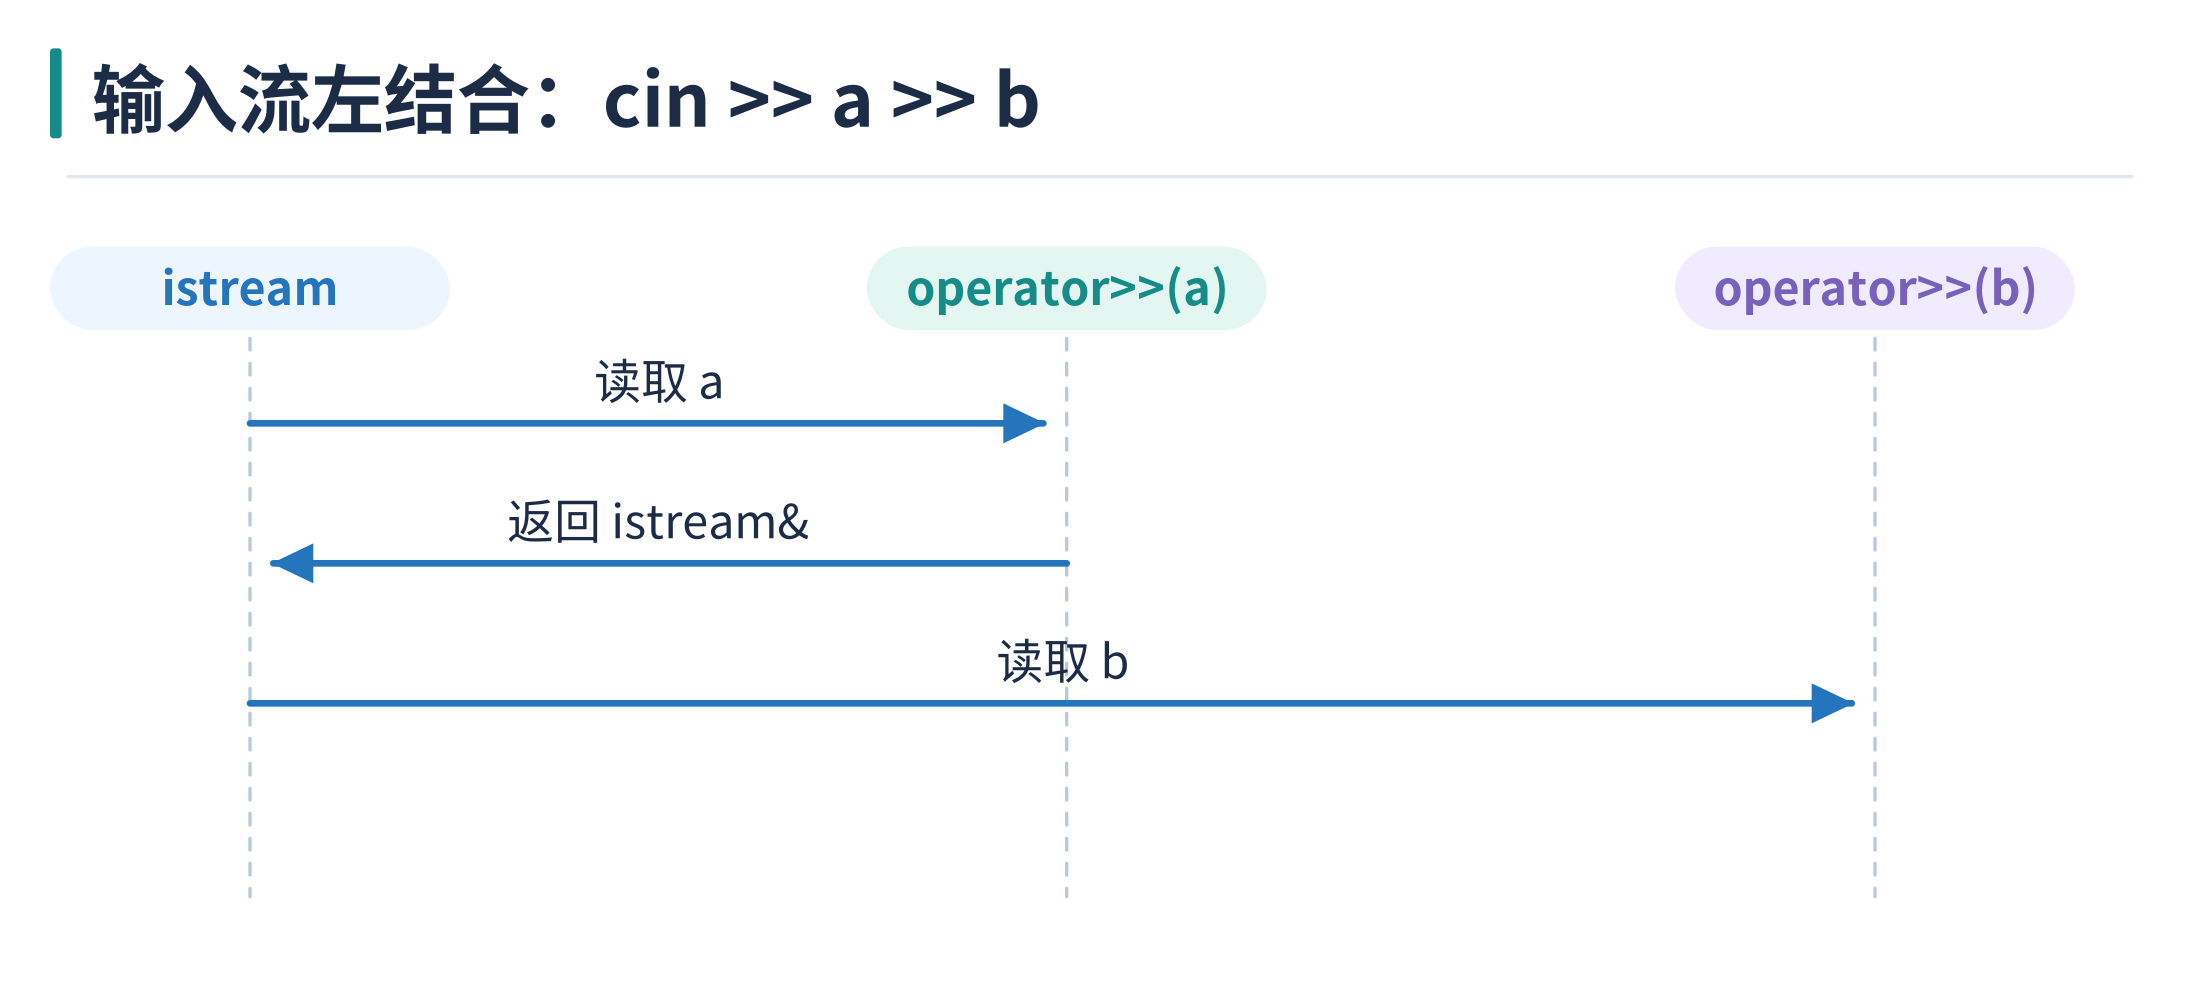 输入流左结合：cin >> a >> b
istream
operator>>(a)
operator>>(b)
读取 a
返回 istream&
读取 b